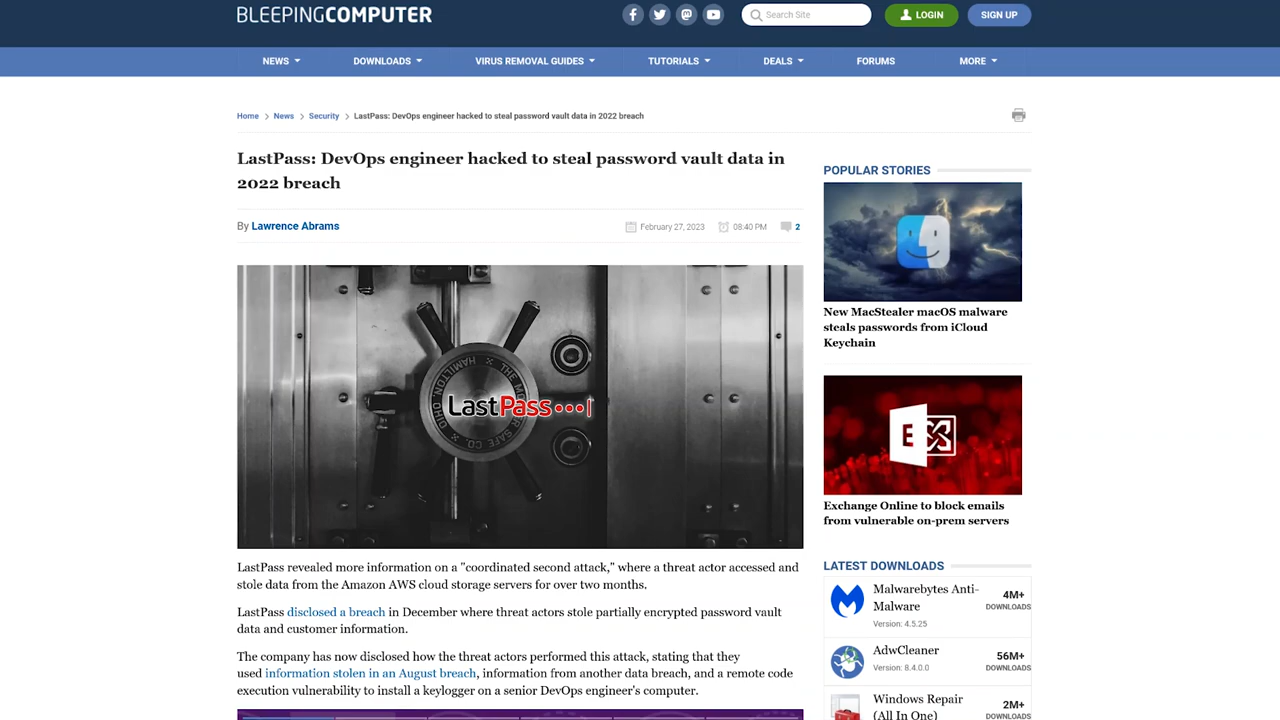 BLEEPINGCOMPUTER
Search Site
LOGIN
SIGN UP
NEWS
DOWNLOADS
VIRUS REMOVAL GUIDES
TUTORIALS
DEALS
FORUMS
MORE
Home > News > Security > LastPass: DevOps engineer hacked to steal password vault data in 2022 breach
LastPass: DevOps engineer hacked to steal password vault data in
2022 breach
By Lawrence Abrams
February 27, 2023
08:40 PM
2
HAMILTON
OHIO
THE MOSLER SAFE CO.
LastPass
LastPass revealed more information on a "coordinated second attack," where a threat actor accessed and
stole data from the Amazon AWS cloud storage servers for over two months.
LastPass disclosed a breach in December where threat actors stole partially encrypted password vault
data and customer information.
The company has now disclosed how the threat actors performed this attack, stating that they
used information stolen in an August breach, information from another data breach, and a remote code
execution vulnerability to install a keylogger on a senior DevOps engineer's computer.
POPULAR STORIES
New MacStealer macOS malware
steals passwords from iCloud
Keychain
E
Exchange Online to block emails
from vulnerable on-prem servers
LATEST DOWNLOADS
Malwarebytes Anti-
Malware
Version: 4.5.25
4M+
DOWNLOADS
AdwCleaner
Version: 8.4.0.0
56M+
DOWNLOADS
Windows Repair
(All In One)
2M+
DOWNLOADS